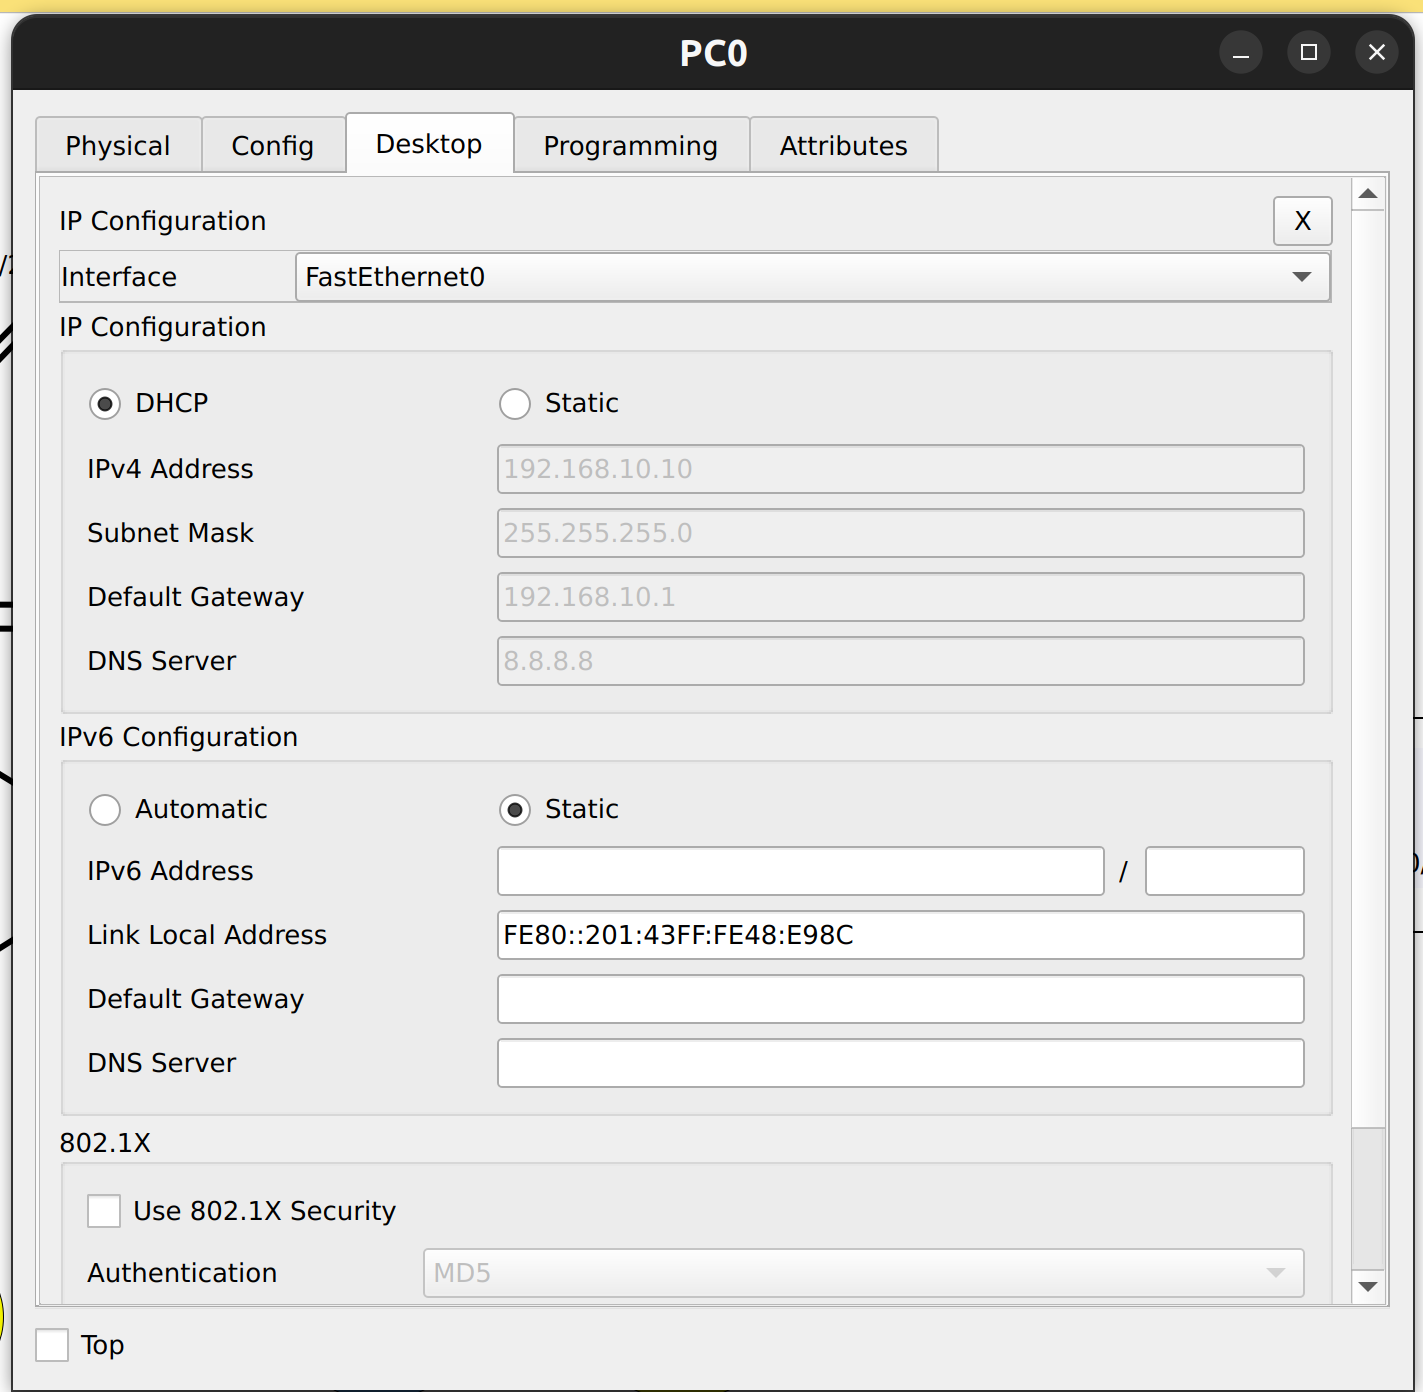 PC0
Physical Config Desktop Programming Attributes
IP Configuration X
Interface FastEthernet0
IP Configuration
DHCP Static
IPv4 Address 192.168.10.10
Subnet Mask 255.255.255.0
Default Gateway 192.168.10.1
DNS Server 8.8.8.8
IPv6 Configuration
Automatic Static
IPv6 Address /
Link Local Address FE80::201:43FF:FE48:E98C
Default Gateway
DNS Server
802.1X
Use 802.1X Security
Authentication MD5
Top